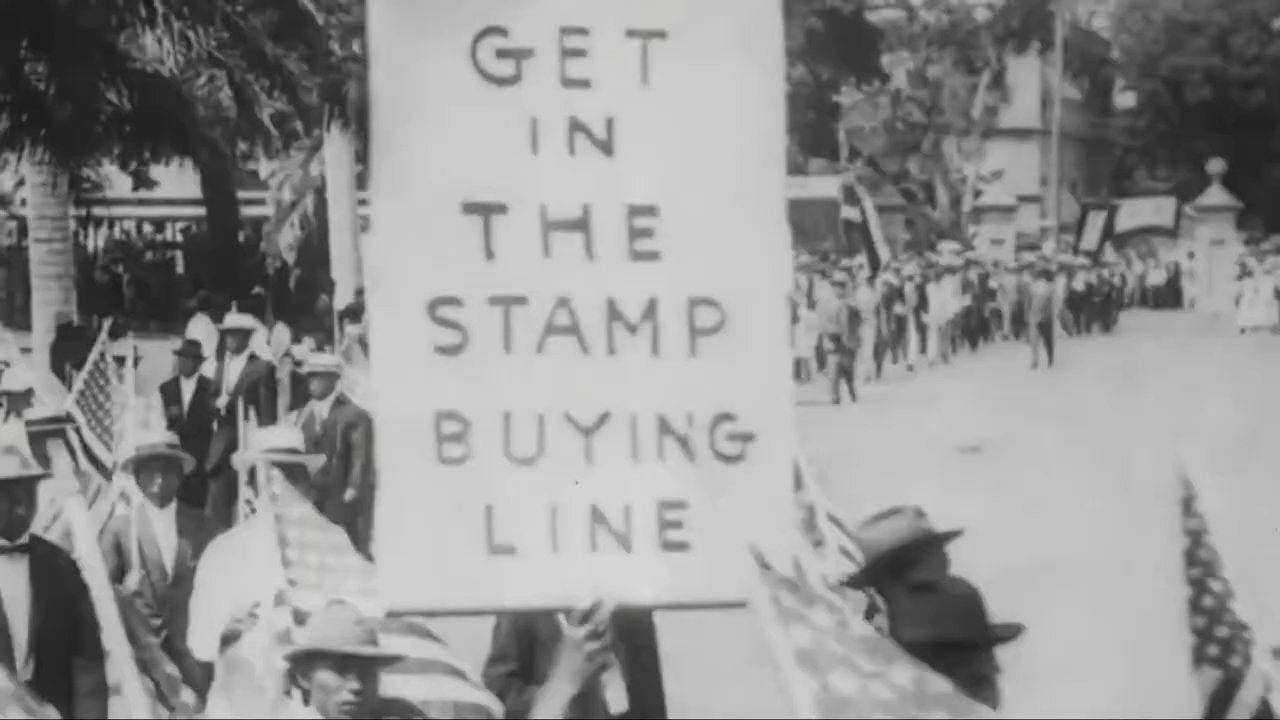 GET
IN
THE
STAMP
BUYING
LINE